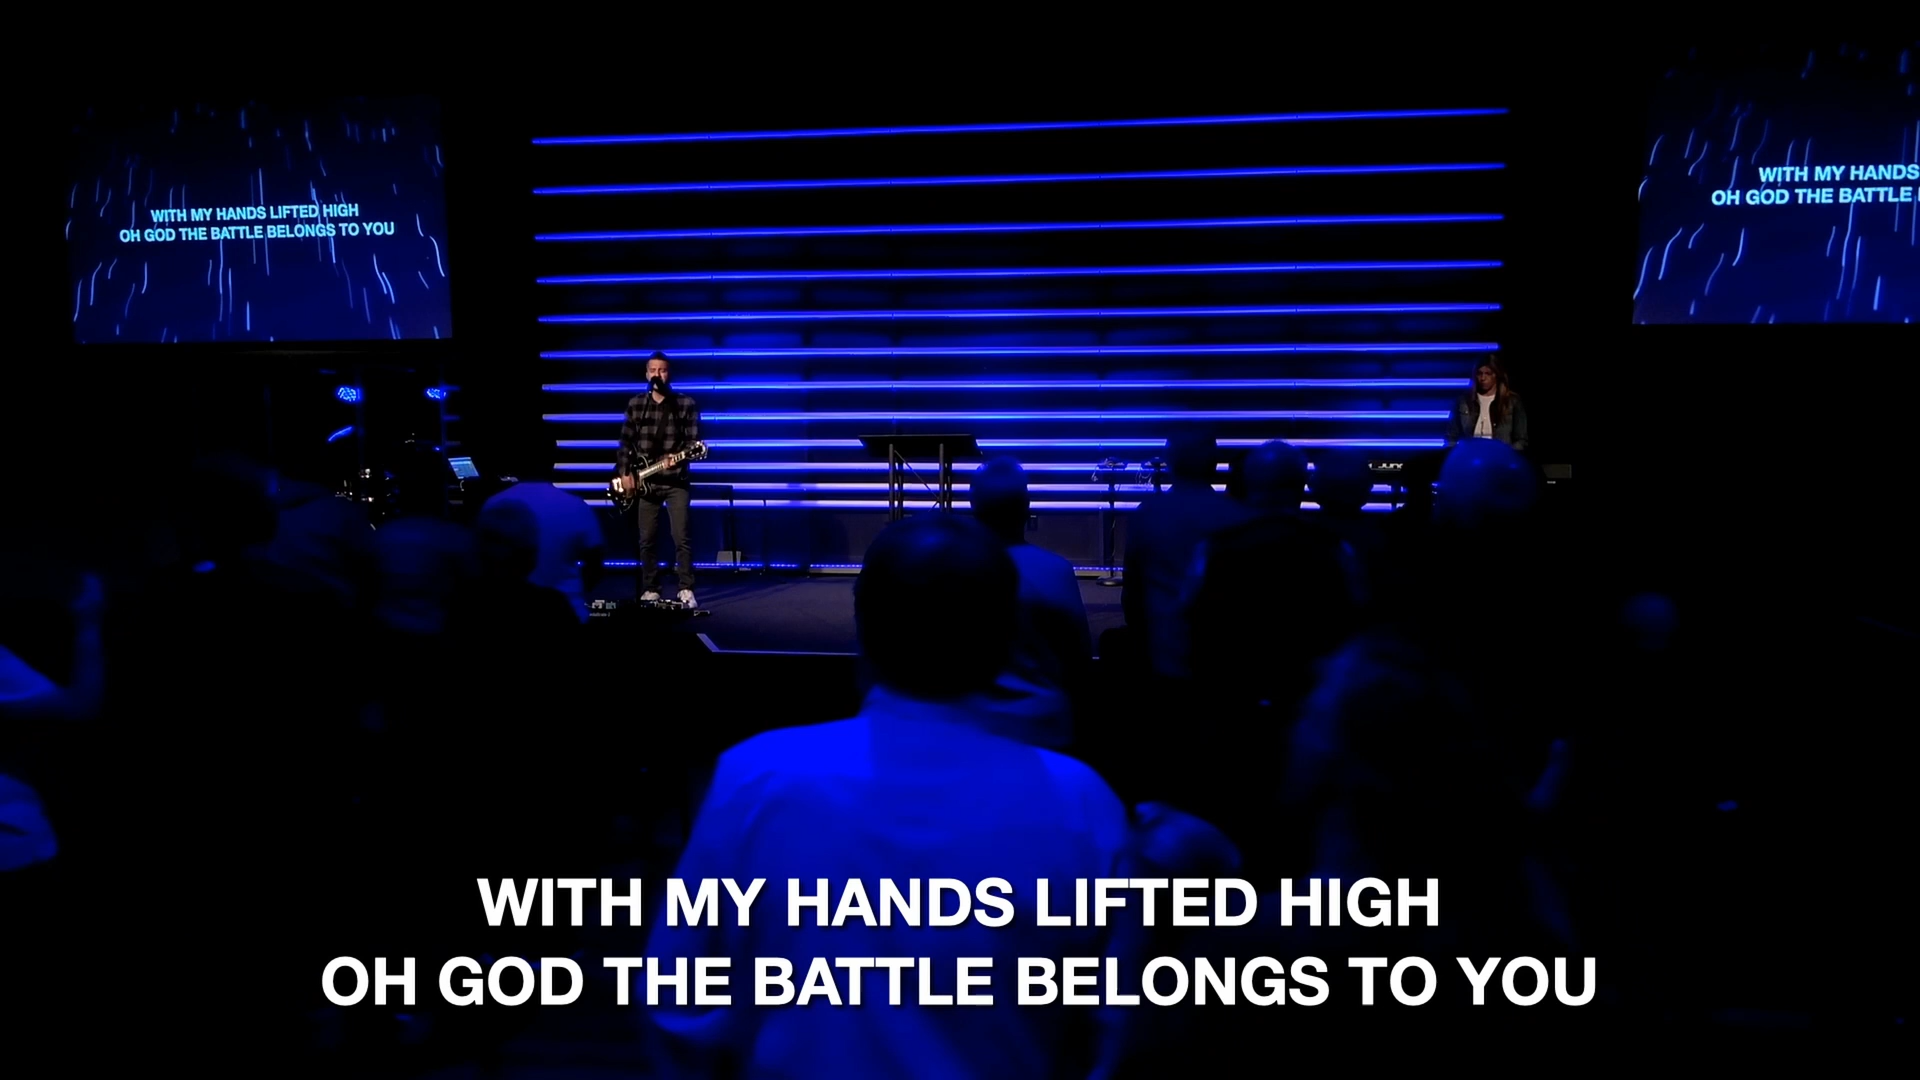 WITH MY HANDS LIFTED HIGH
OH GOD THE BATTLE BELONGS TO YOU
WITH MY HANDS
OH GOD THE BATTLE
WITH MY HANDS LIFTED HIGH
OH GOD THE BATTLE BELONGS TO YOU